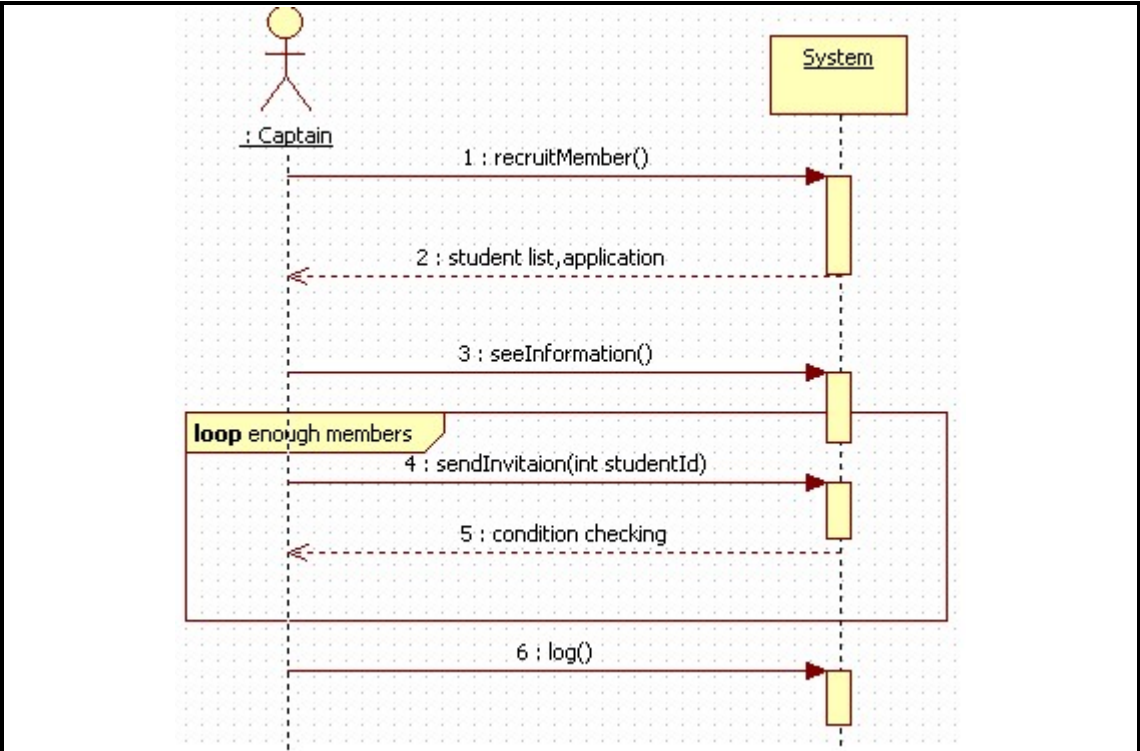 System
: Captain
1 : recruitMember()
2 : student list,application
3 : seeInformation()
loop enough members
4 : sendInvitaion(int studentId)
5 : condition checking
6 : log()